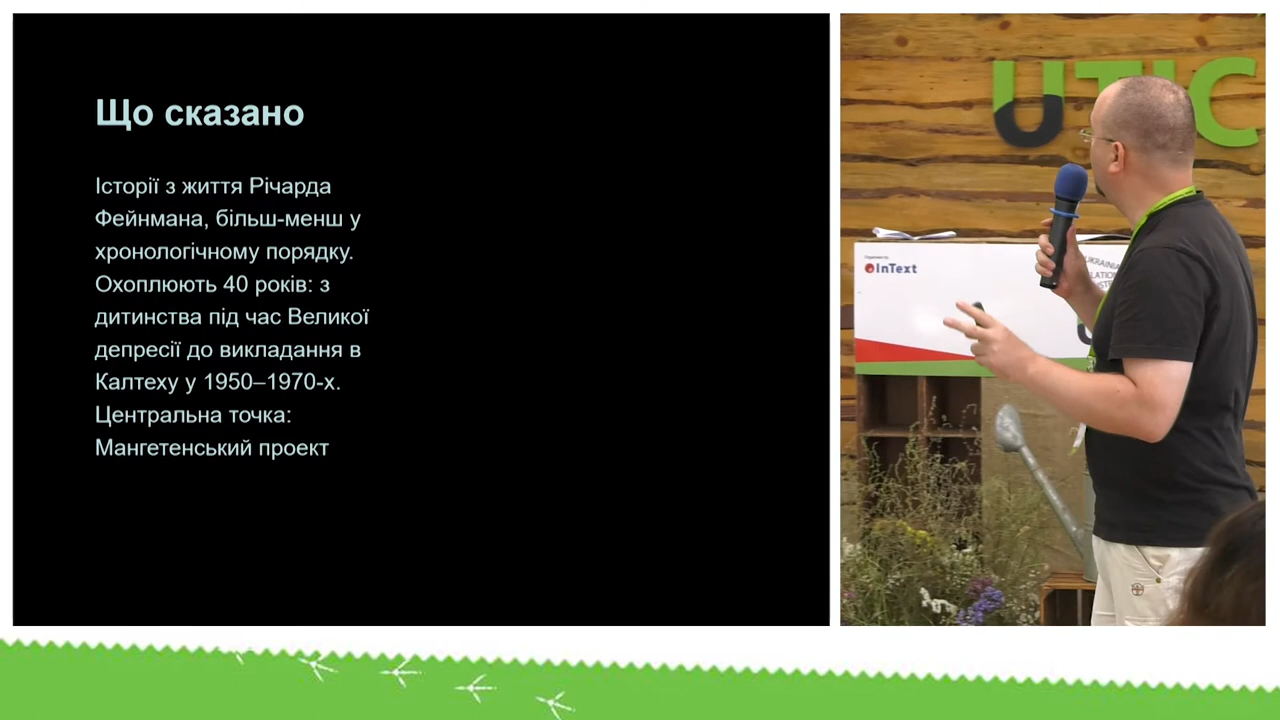 Що сказано
Історії з життя Річарда
Фейнмана, більш-менш у
хронологічному порядку.
Охоплюють 40 років: з
дитинства під час Великої
депресії до викладання в
Калтеху у 1950–1970-х.
Центральна точка:
Мангетенський проект
UTIC
InText